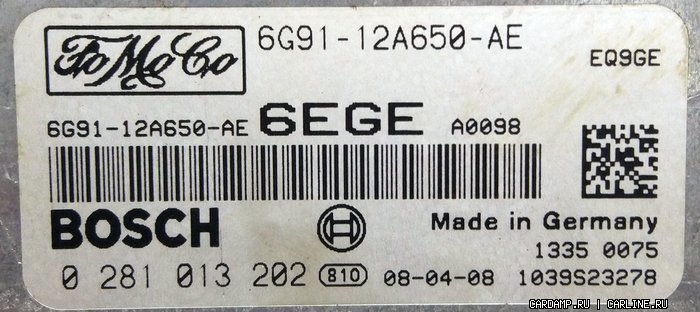 FoMoCo 6G91-12A650-AE
EQ9GE
6G91-12A650-AE 6EGE A0098
BOSCH Made in Germany
1335 0075
0 281 013 202 810 08-04-08 1039S23278
CARDAMP.RU | CARLINE.RU